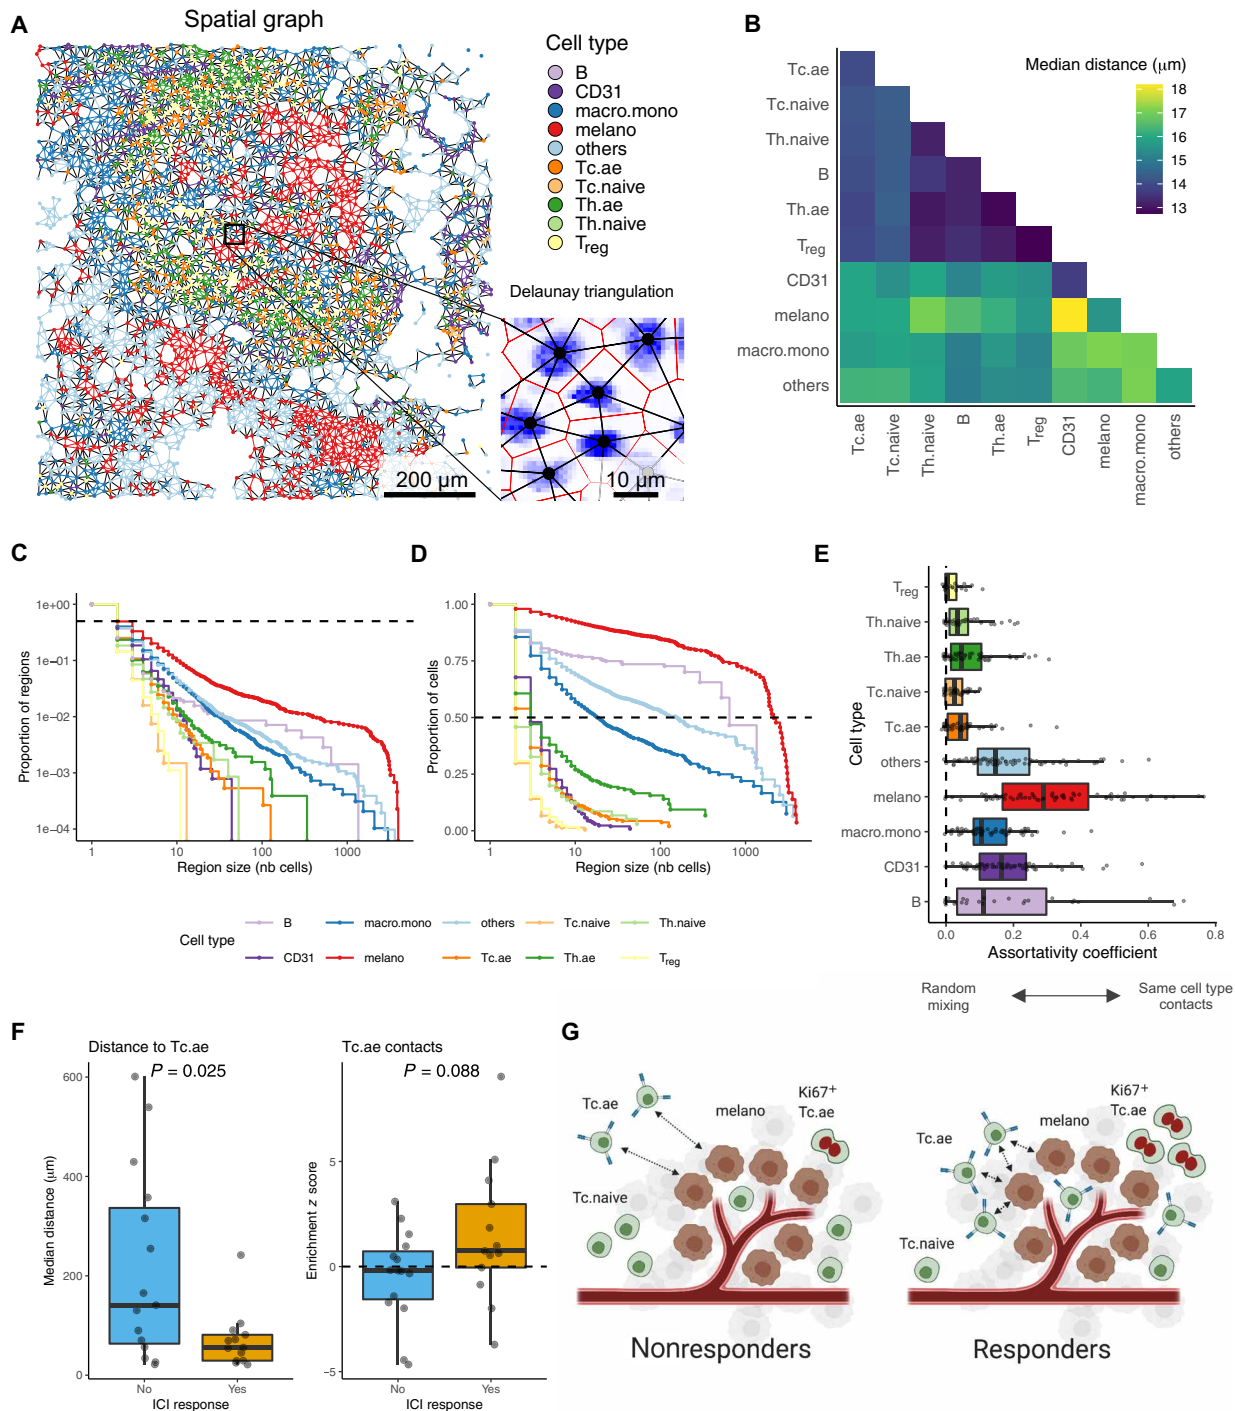 A
Spatial graph
Cell type
B
CD31
macro.mono
melano
others
Tc.ae
Tc.naive
Th.ae
Th.naive
Treg
Delaunay triangulation
200 µm
10 µm
B
Median distance (µm)
18
17
16
15
14
13
Tc.ae
Tc.naive
Th.naive
B
Th.ae
Treg
CD31
melano
macro.mono
others
Tc.ae
Tc.naive
Th.naive
B
Th.ae
Treg
CD31
melano
macro.mono
others
C
Proportion of regions
1e+00
1e−01
1e−02
1e−03
1e−04
1
10
100
1000
Region size (nb cells)
D
Proportion of cells
1.00
0.75
0.50
0.25
0.00
1
10
100
1000
Region size (nb cells)
Cell type
B
macro.mono
others
Tc.naive
Th.naive
CD31
melano
Tc.ae
Th.ae
Treg
E
Cell type
Treg
Th.naive
Th.ae
Tc.naive
Tc.ae
others
melano
macro.mono
CD31
B
0.0
0.2
0.4
0.6
0.8
Assortativity coefficient
Random mixing
Same cell type contacts
F
Distance to Tc.ae
P = 0.025
Median distance (µm)
600
400
200
0
No
Yes
ICI response
Tc.ae contacts
P = 0.088
Enrichment z score
5
0
−5
No
Yes
ICI response
G
Tc.ae
melano
Ki67+
Tc.ae
Tc.naive
Nonresponders
Tc.ae
melano
Ki67+
Tc.ae
Tc.naive
Responders